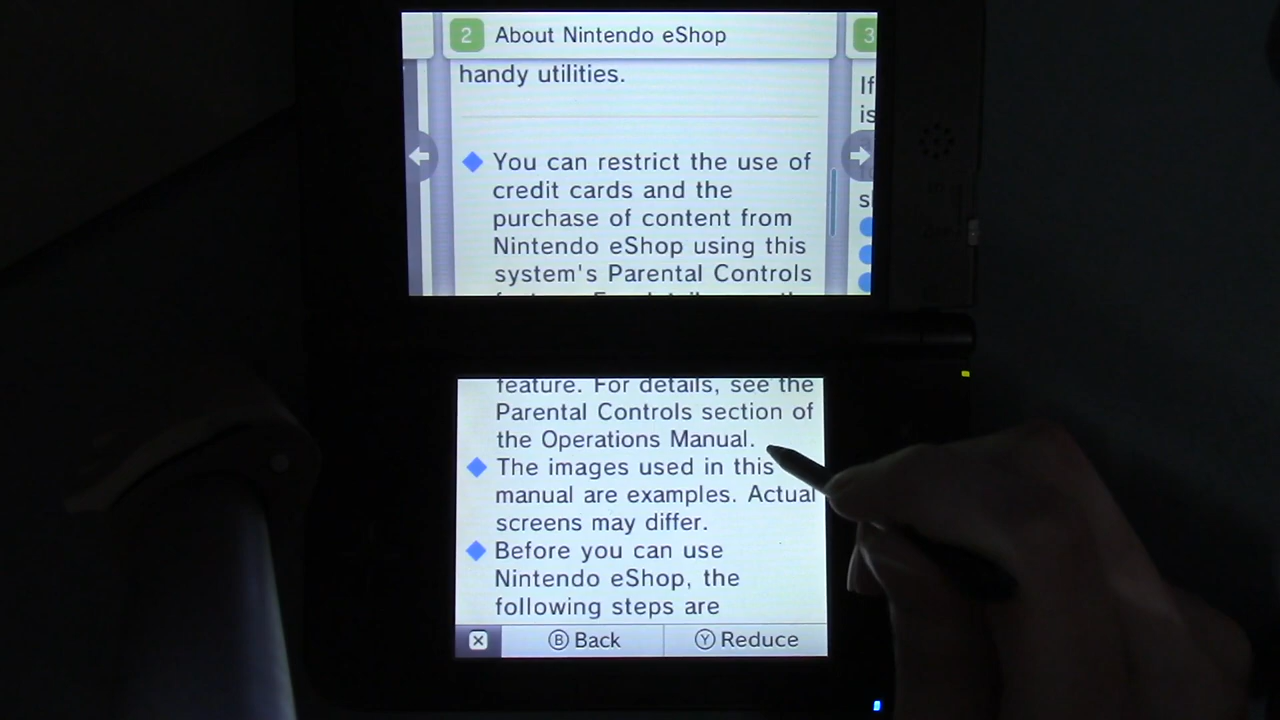 2 About Nintendo eShop 3
handy utilities.
If
is
You can restrict the use of
credit cards and the
purchase of content from
Nintendo eShop using this
system's Parental Controls
feature. For details, see the
Parental Controls section of
the Operations Manual.
The images used in this
manual are examples. Actual
screens may differ.
Before you can use
Nintendo eShop, the
following steps are
B Back
Y Reduce